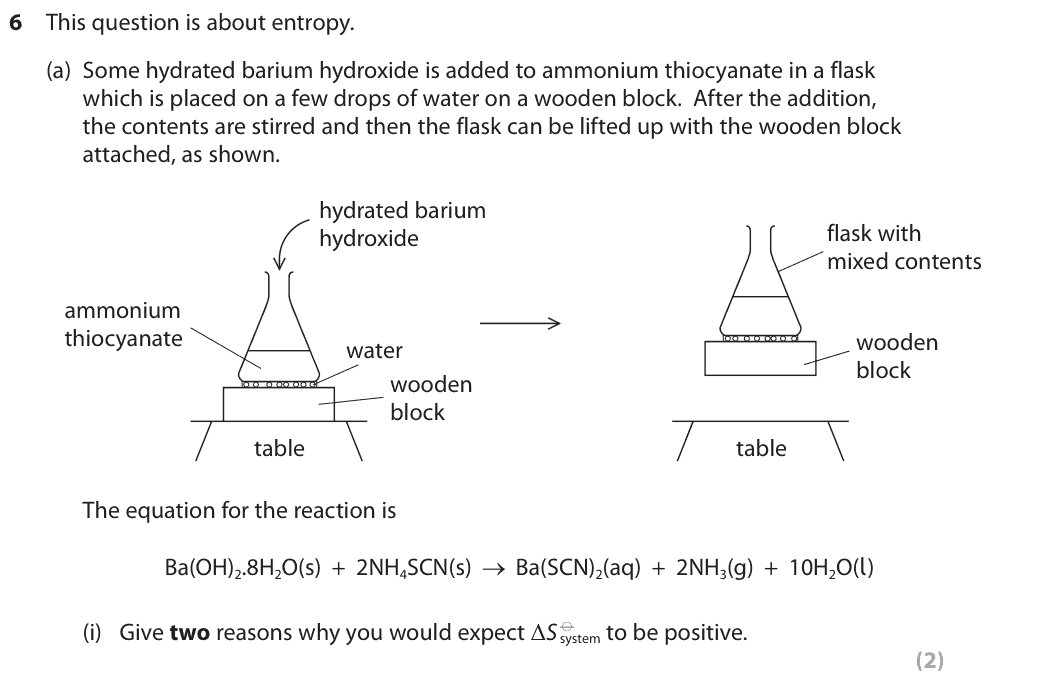 6 This question is about entropy.
(a) Some hydrated barium hydroxide is added to ammonium thiocyanate in a flask
which is placed on a few drops of water on a wooden block. After the addition,
the contents are stirred and then the flask can be lifted up with the wooden block
attached, as shown.
hydrated barium
hydroxide
ammonium
thiocyanate
water
wooden
block
table
flask with
mixed contents
wooden
block
table
The equation for the reaction is
Ba(OH)₂.8H₂O(s) + 2NH₄SCN(s) → Ba(SCN)₂(aq) + 2NH₃(g) + 10H₂O(l)
(i) Give two reasons why you would expect ΔS⦵system to be positive.
(2)